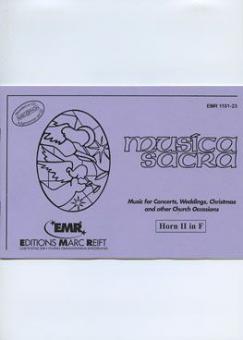 EMR 1151-23
musica
sacra
Music for Concerts, Weddings, Christmas
and other Church Occasions
Horn II in F
EMR
EDITIONS MARC REIFT